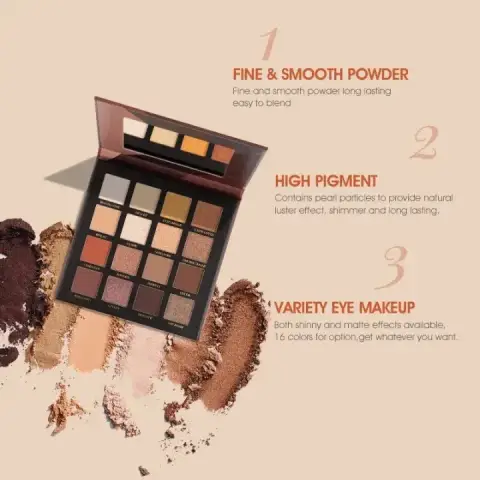 1
FINE & SMOOTH POWDER
Fine and smooth powder long lasting
easy to blend
2
HIGH PIGMENT
Contains pearl particles to provide natural
luster effect, shimmer and long lasting.
3
VARIETY EYE MAKEUP
Both shinny and matte effects available,
16 colors for option,get whatever you want.